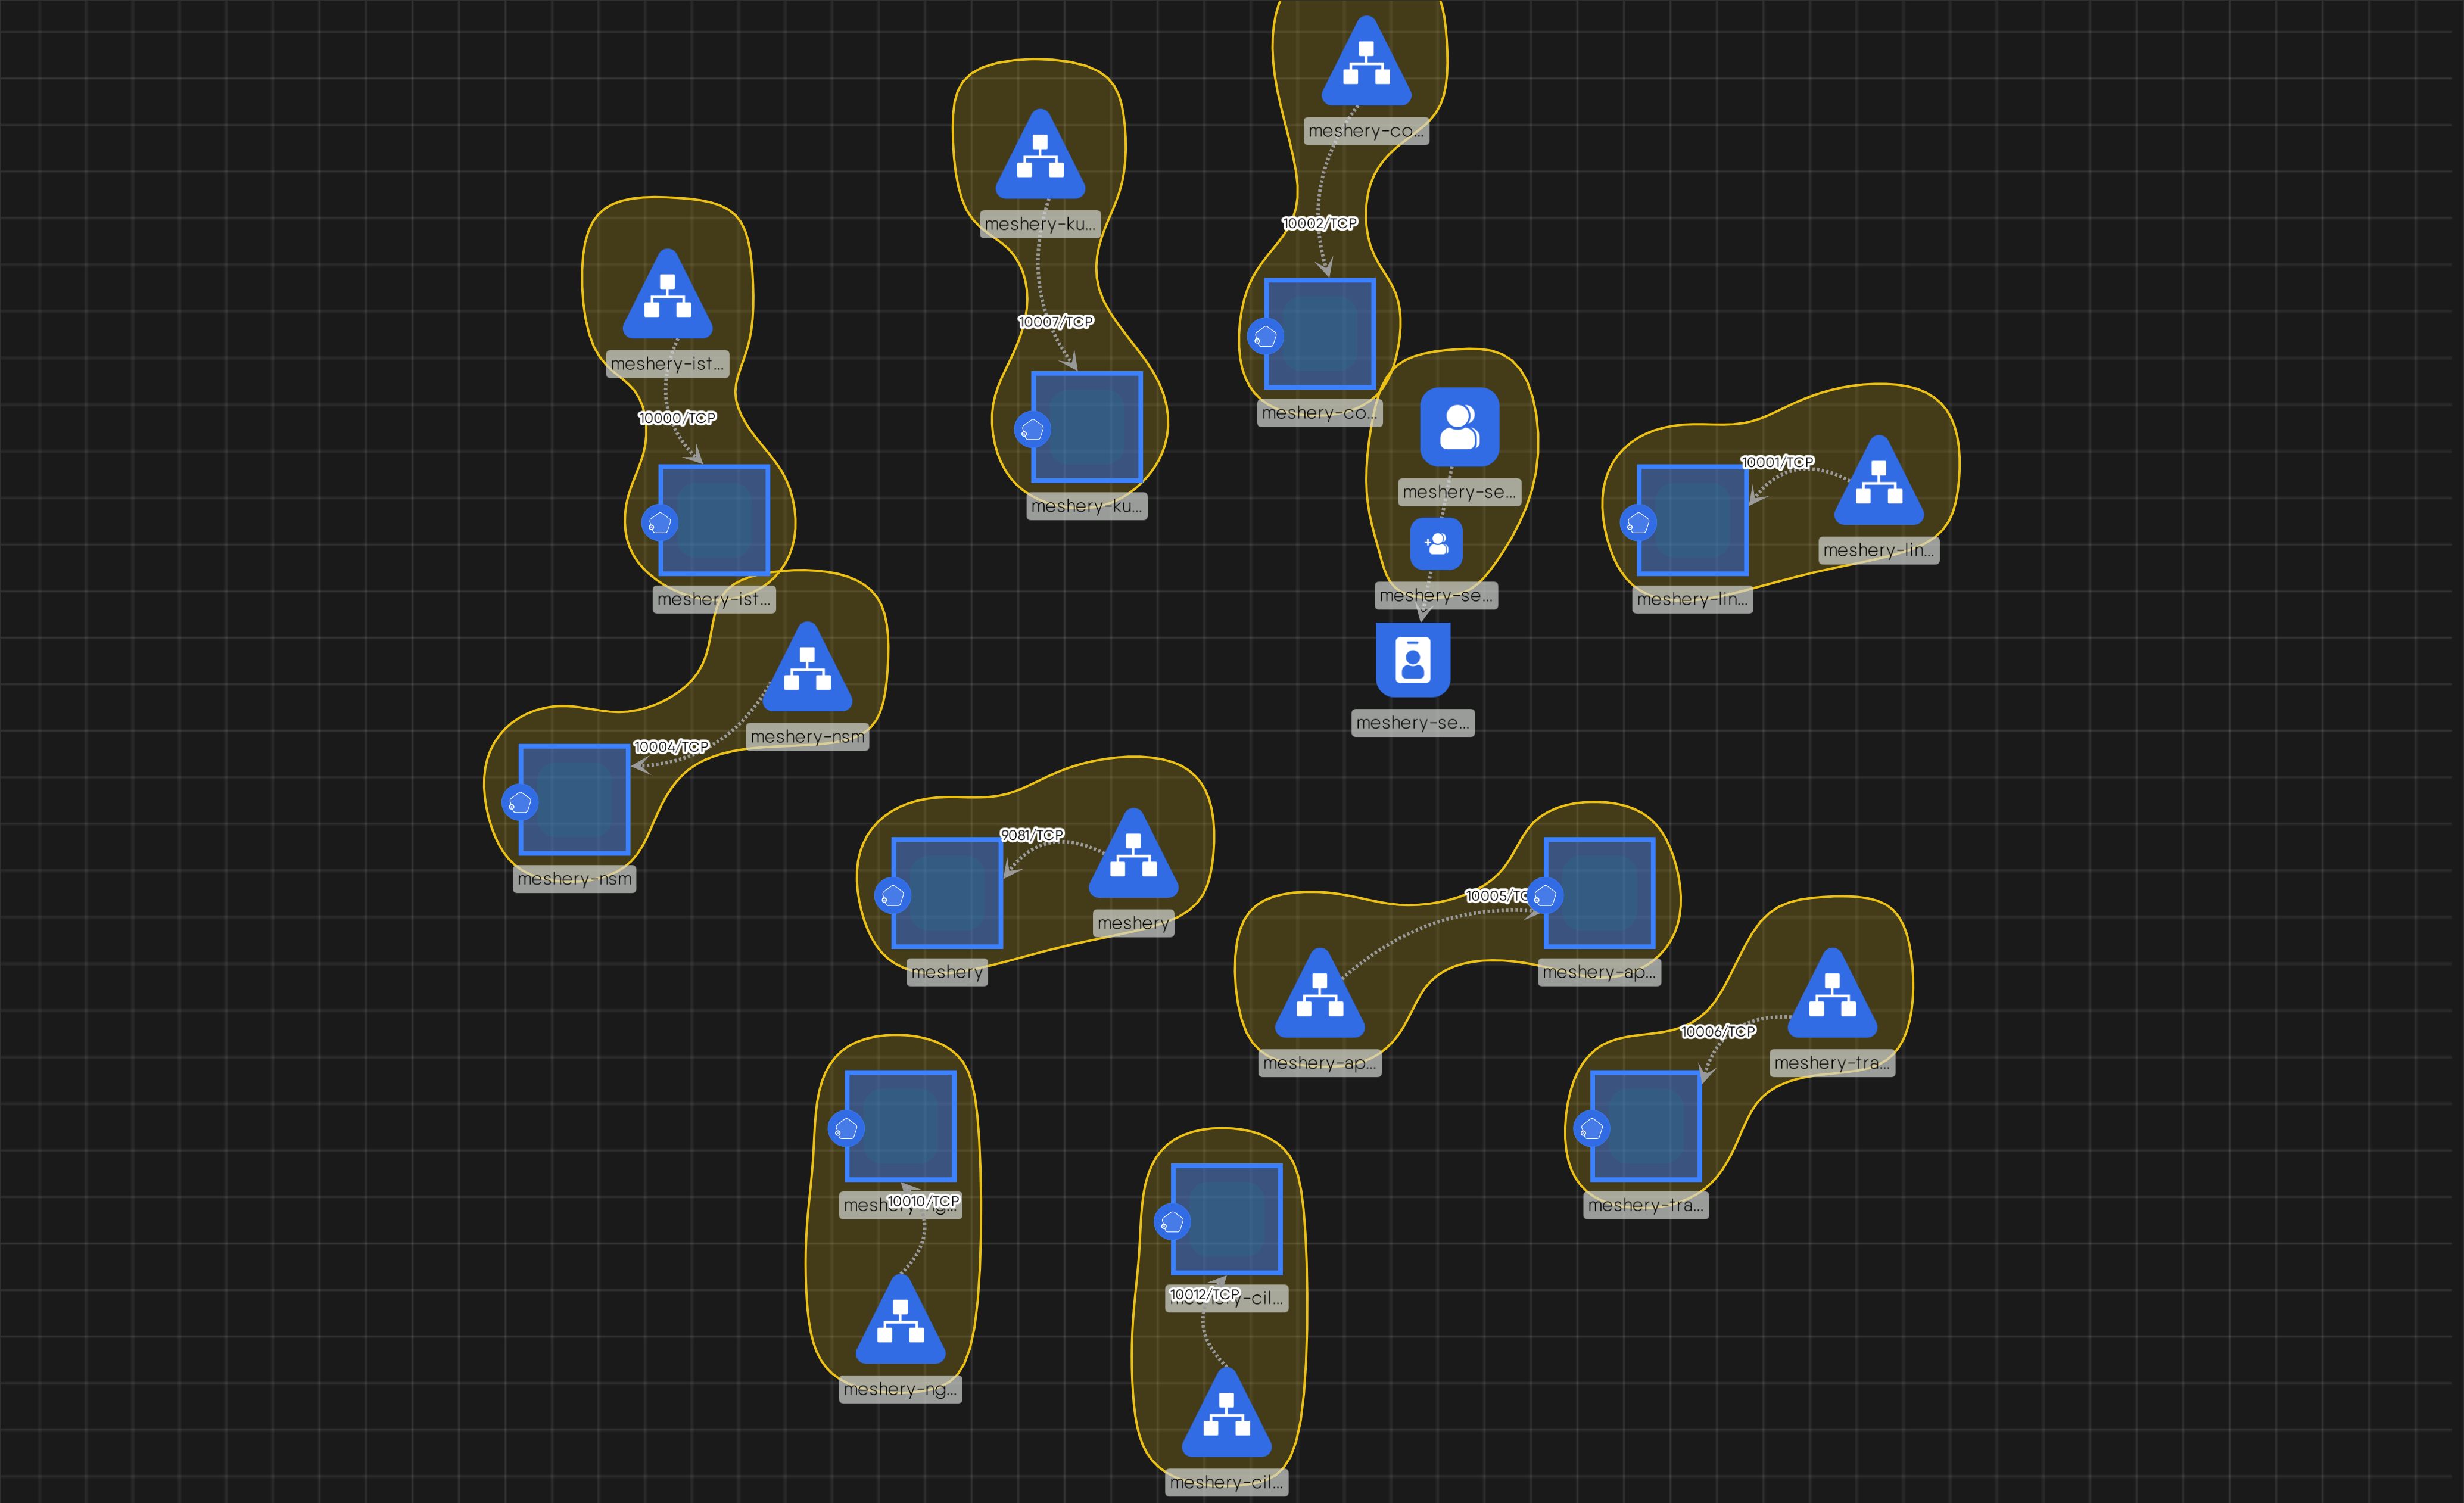 meshery-co...
10002/TCP
meshery-co...
meshery-ku...
10007/TCP
meshery-ku...
meshery-ist...
10000/TCP
meshery-ist...
meshery-se...
meshery-se...
meshery-se...
10001/TCP
meshery-lin...
meshery-lin...
meshery-nsm
10004/TCP
meshery-nsm
9081/TCP
meshery
meshery
10005/TC
meshery-ap...
meshery-ap...
10006/TCP
meshery-tra...
meshery-tra...
10010/TCP
meshery-ng...
10012/TCP
meshery-cil...